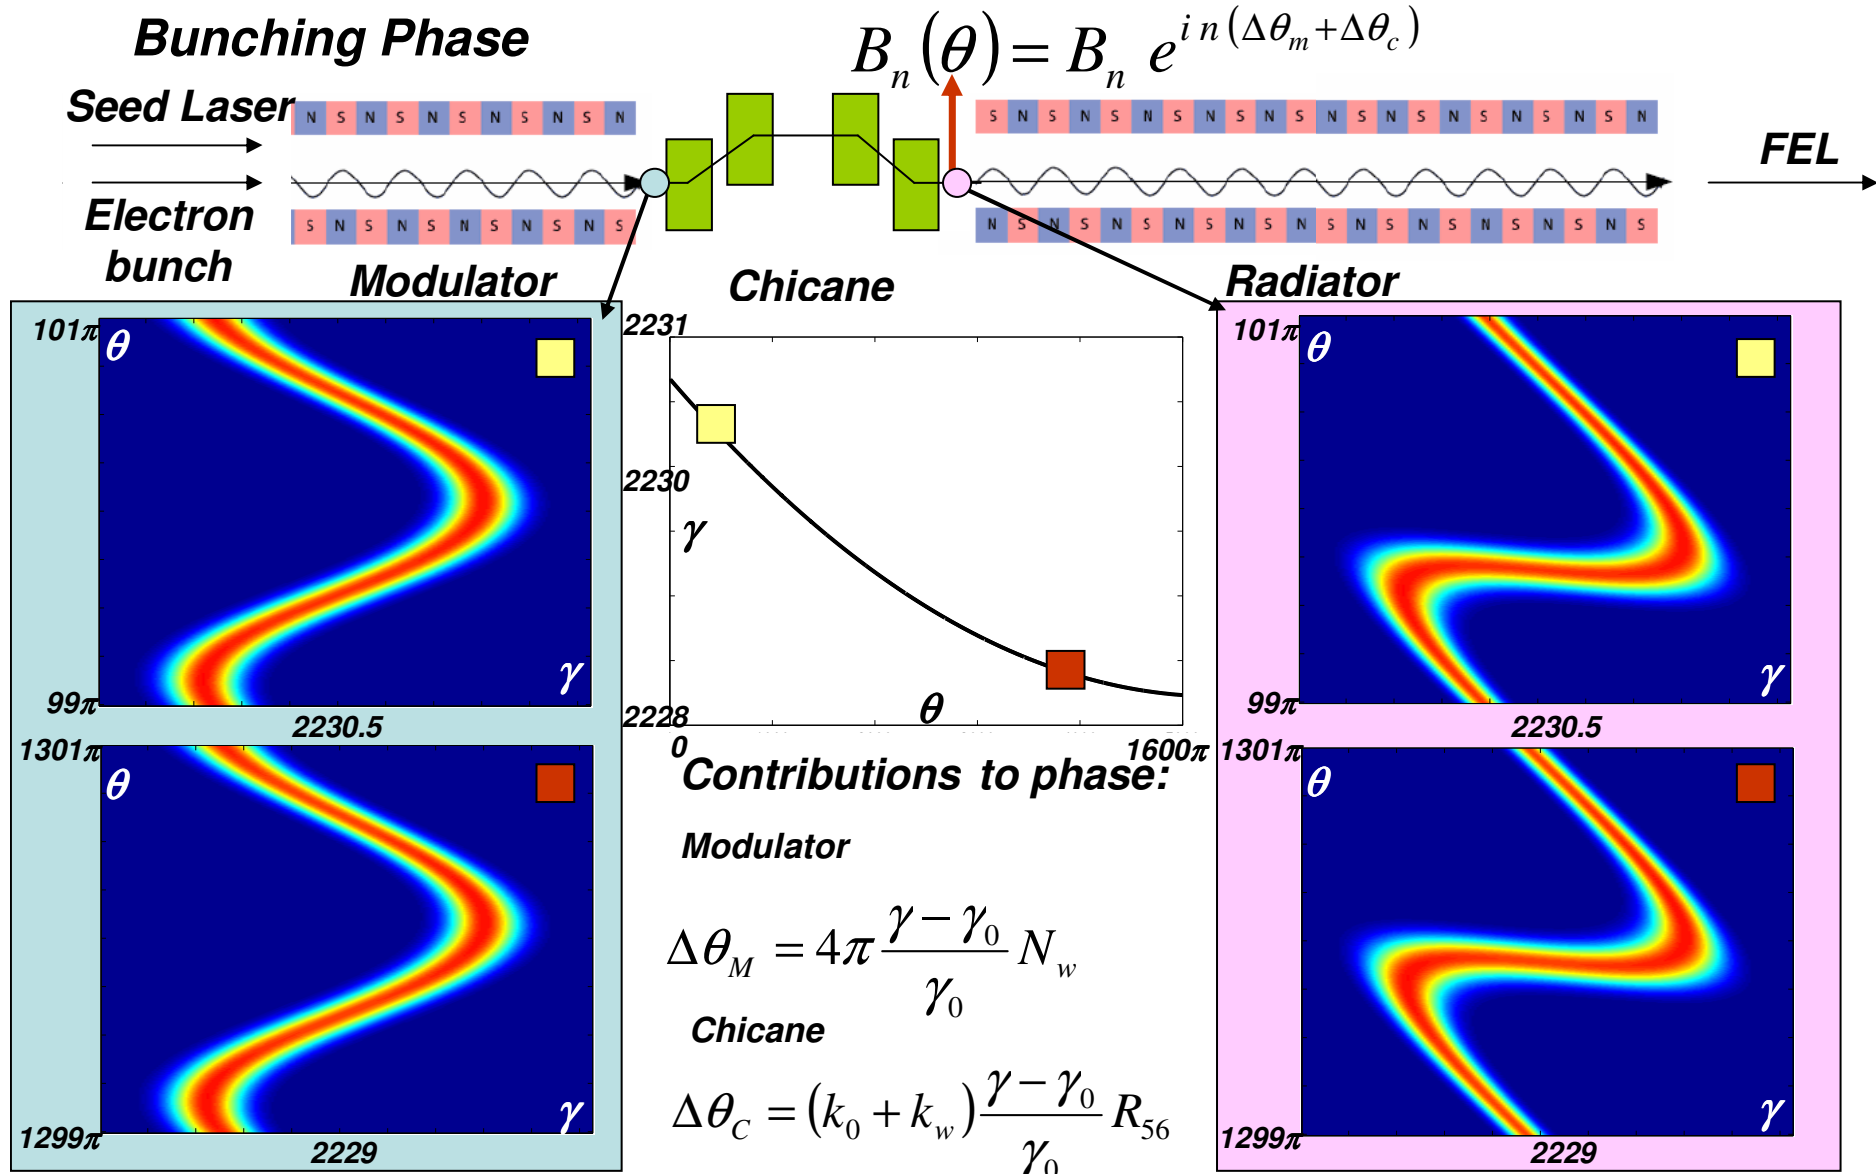 Bunching Phase
B_n(θ) = B_n e^{i n (Δθ_m + Δθ_c)}
Seed Laser
N S N S N S N S N S N
S N S N S N S N S N S N S N S N S N S N S N
FEL
Electron
bunch
S N S N S N S N S N S
N S N S N S N S N S N S N S N S N S N S N S
Modulator
Chicane
Radiator
101π
θ
γ
99π
2230.5
1301π
θ
γ
1299π
2229
2231
2230
γ
2228
θ
0
1600π
Contributions to phase:
Modulator
Δθ_M = 4π (γ − γ_0)/γ_0 N_w
Chicane
Δθ_C = (k_0 + k_w) (γ − γ_0)/γ_0 R_56
101π
θ
γ
99π
2230.5
1301π
θ
γ
1299π
2229